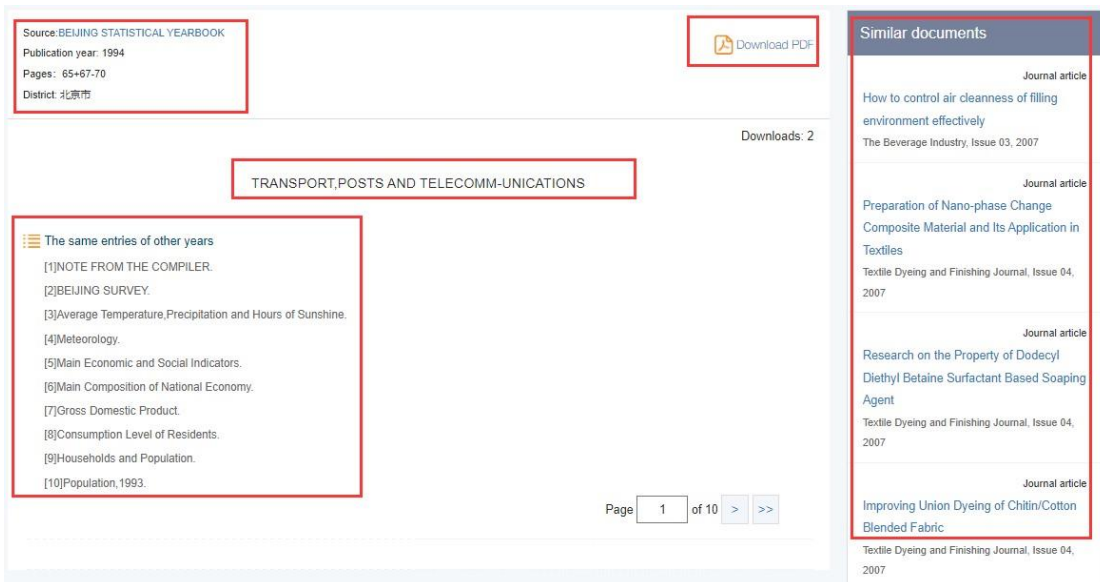 Source:BEIJING STATISTICAL YEARBOOK
Publication year: 1994
Pages: 65+67-70
District: 北京市
Download PDF
Downloads: 2
TRANSPORT,POSTS AND TELECOMM-UNICATIONS
The same entries of other years
[1]NOTE FROM THE COMPILER.
[2]BEIJING SURVEY.
[3]Average Temperature,Precipitation and Hours of Sunshine.
[4]Meteorology.
[5]Main Economic and Social Indicators.
[6]Main Composition of National Economy.
[7]Gross Domestic Product.
[8]Consumption Level of Residents.
[9]Households and Population.
[10]Population,1993.
Page 1 of 10 > >>
Similar documents
Journal article
How to control air cleanness of filling
environment effectively
The Beverage Industry, Issue 03, 2007
Journal article
Preparation of Nano-phase Change
Composite Material and Its Application in
Textiles
Textile Dyeing and Finishing Journal, Issue 04,
2007
Journal article
Research on the Property of Dodecyl
Diethyl Betaine Surfactant Based Soaping
Agent
Textile Dyeing and Finishing Journal, Issue 04,
2007
Journal article
Improving Union Dyeing of Chitin/Cotton
Blended Fabric
Textile Dyeing and Finishing Journal, Issue 04,
2007